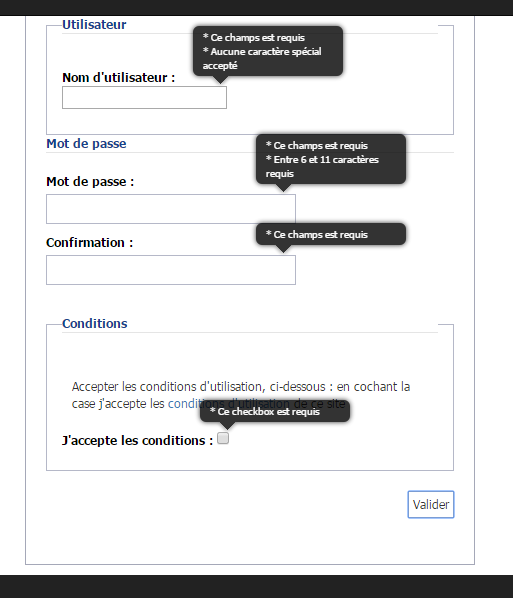 Utilisateur
* Ce champs est requis
* Aucune caractère spécial
accepté
Nom d'utilisateur :
Mot de passe
* Ce champs est requis
* Entre 6 et 11 caractères
requis
Mot de passe :
* Ce champs est requis
Confirmation :
Conditions
Accepter les conditions d'utilisation, ci-dessous : en cochant la
case j'accepte les conditions d'utilisation de ce site
* Ce checkbox est requis
J'accepte les conditions :
Valider